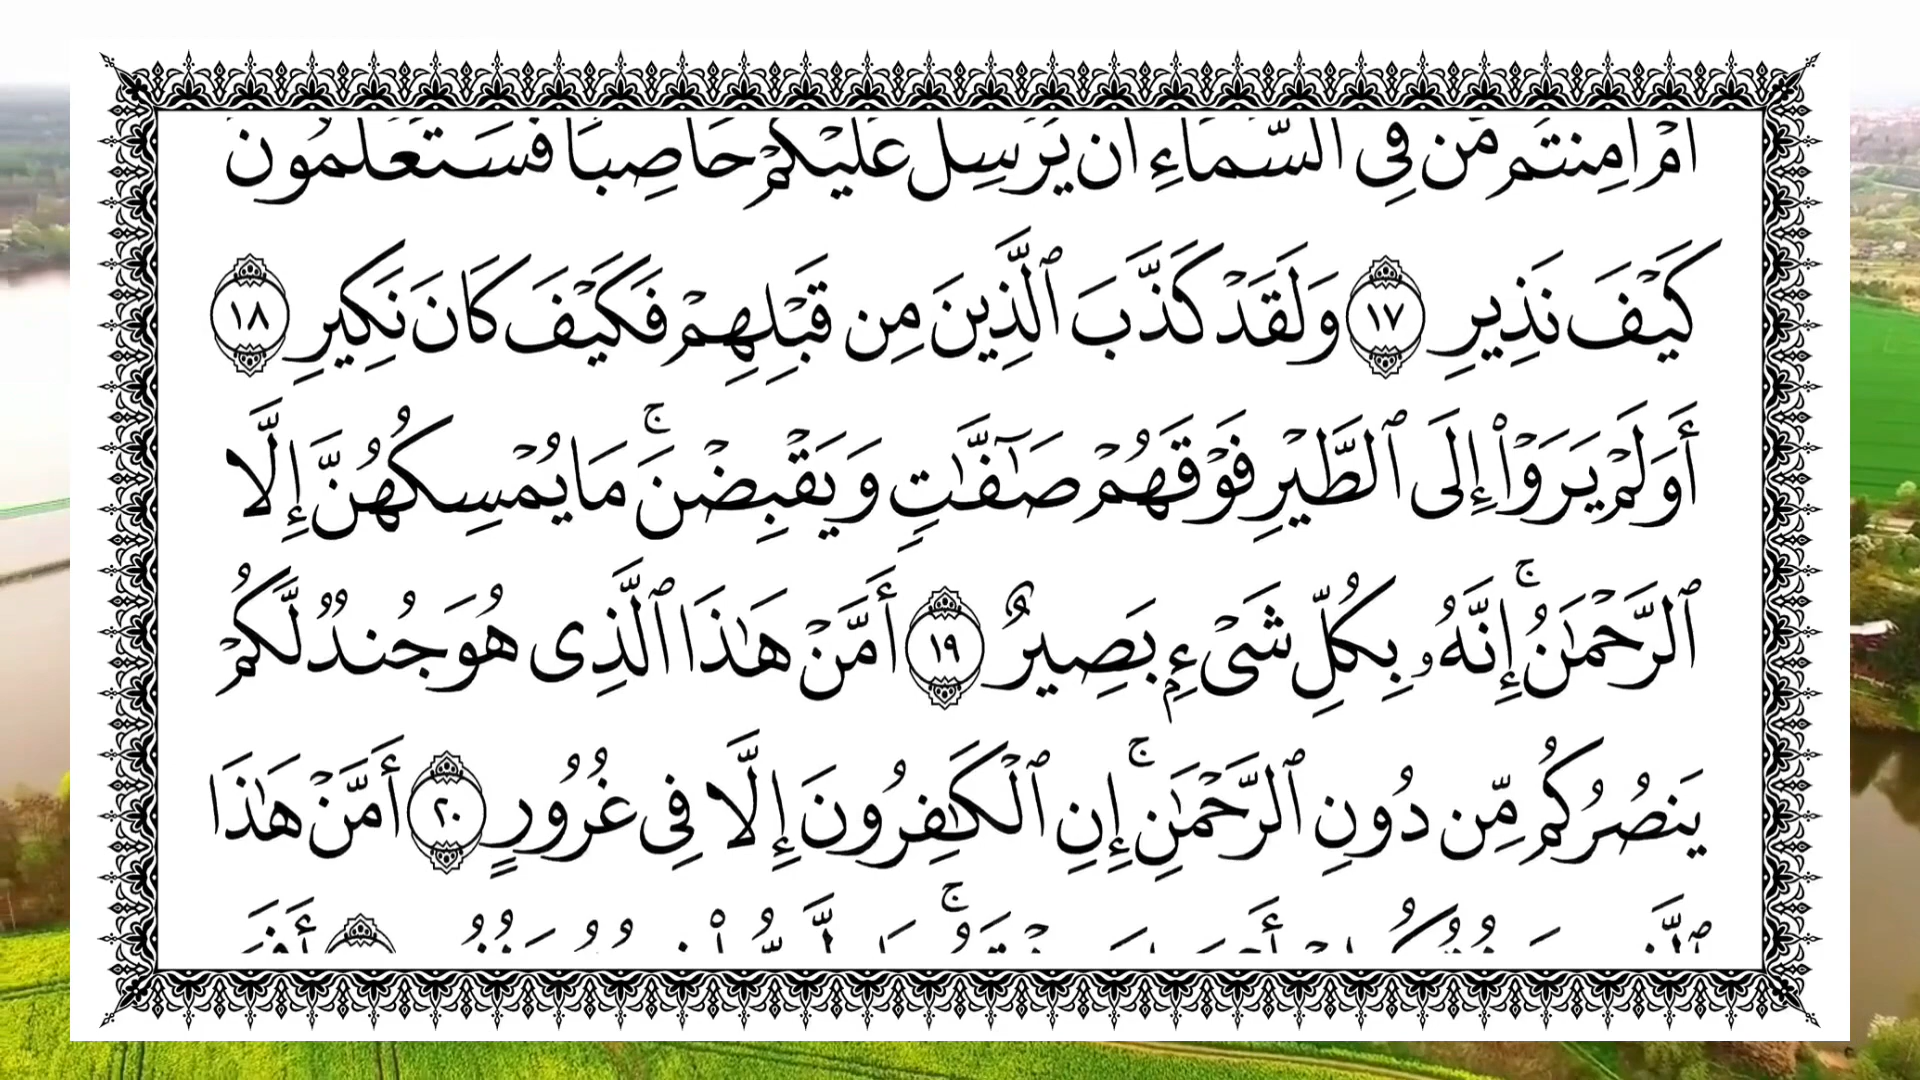 أَمْ أَمِنتُم مَّن فِى ٱلسَّمَآءِ أَن يُرْسِلَ عَلَيْكُمْ حَاصِبًا فَسَتَعْلَمُونَ
كَيْفَ نَذِيرِ ١٧ وَلَقَدْ كَذَّبَ ٱلَّذِينَ مِن قَبْلِهِمْ فَكَيْفَ كَانَ نَكِيرِ ١٨
أَوَلَمْ يَرَوْا۟ إِلَى ٱلطَّيْرِ فَوْقَهُمْ صَـٰٓفَّـٰتٍ وَيَقْبِضْنَ ۚ مَا يُمْسِكُهُنَّ إِلَّا
ٱلرَّحْمَـٰنُ ۚ إِنَّهُۥ بِكُلِّ شَىْءٍۭ بَصِيرٌ ١٩ أَمَّنْ هَـٰذَا ٱلَّذِى هُوَ جُندٌ لَّكُمْ
يَنصُرُكُم مِّن دُونِ ٱلرَّحْمَـٰنِ ۚ إِنِ ٱلْكَـٰفِرُونَ إِلَّا فِى غُرُورٍ ٢٠ أَمَّنْ هَـٰذَا